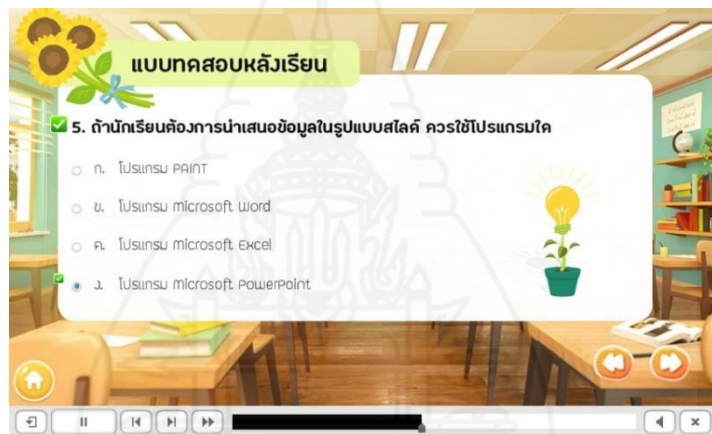 แบบทดสอบหลังเรียน
5. ถ้านักเรียนต้องการนำเสนอข้อมูลในรูปแบบสไลด์ ควรใช้โปรแกรมใด
ก. โปรแกรม PAINT
ข. โปรแกรม Microsoft Word
ค. โปรแกรม Microsoft Excel
ง. โปรแกรม Microsoft PowerPoint